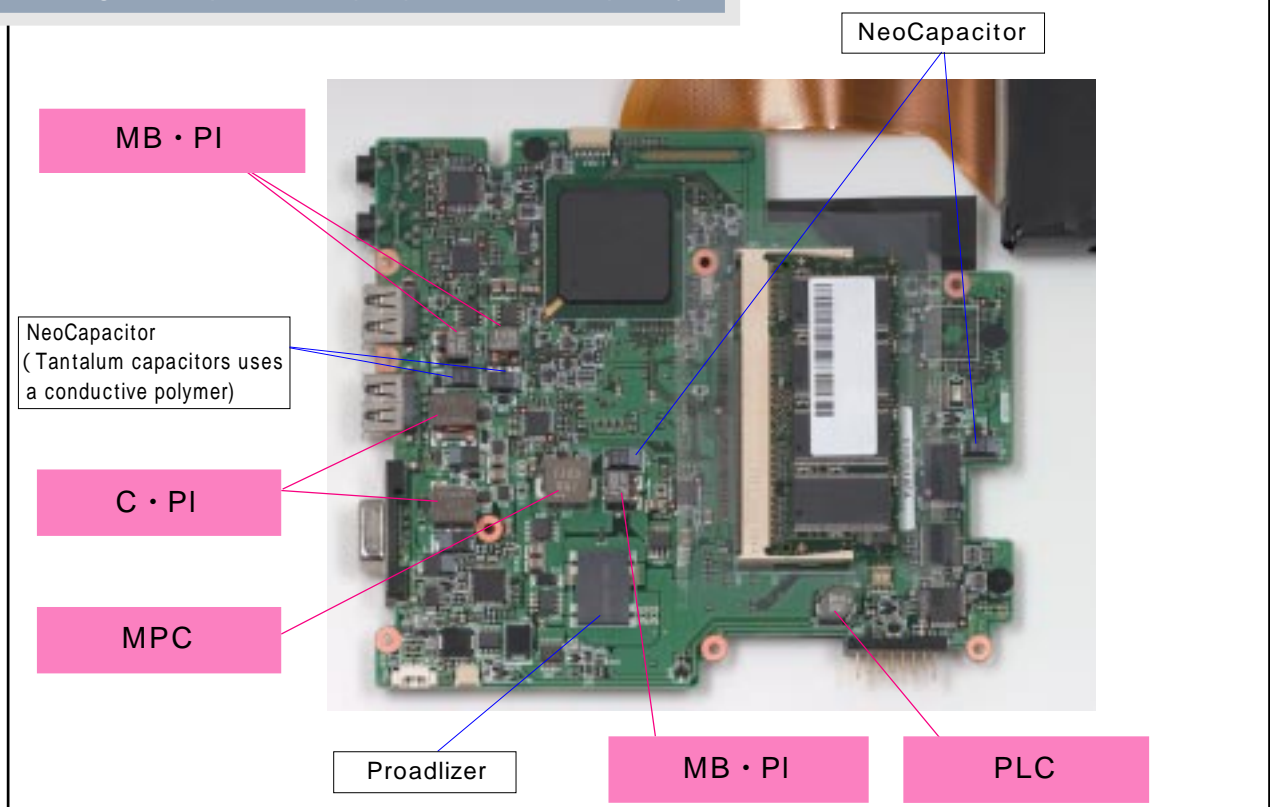 NeoCapacitor
MB・PI
NeoCapacitor
(Tantalum capacitors uses
a conductive polymer)
C・PI
MPC
Proadlizer
MB・PI
PLC